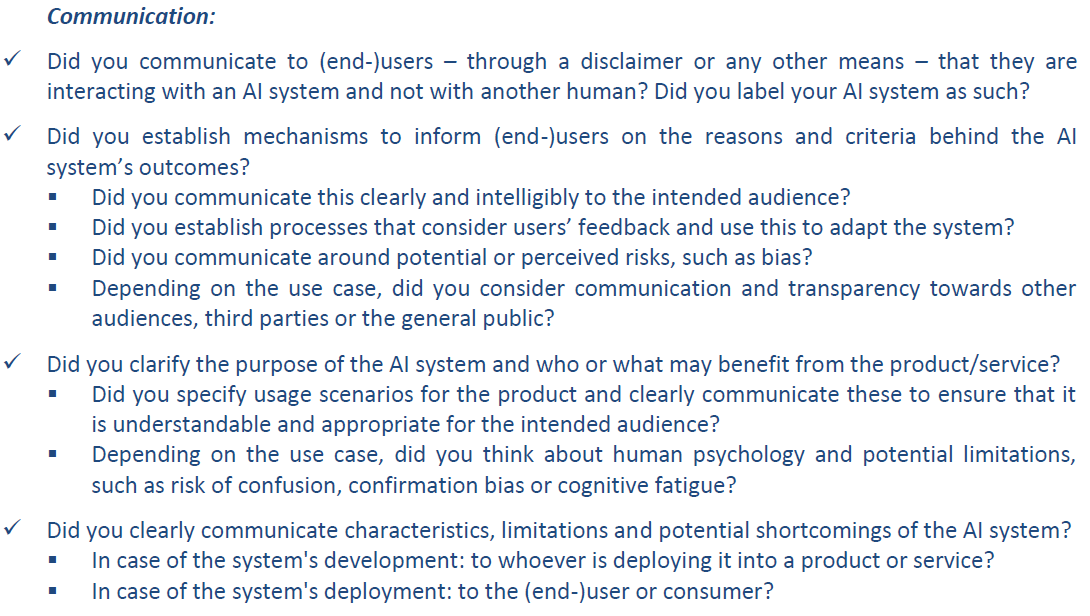 Communication:
✓ Did you communicate to (end-)users – through a disclaimer or any other means – that they are
interacting with an AI system and not with another human? Did you label your AI system as such?
✓ Did you establish mechanisms to inform (end-)users on the reasons and criteria behind the AI
system’s outcomes?
▪ Did you communicate this clearly and intelligibly to the intended audience?
▪ Did you establish processes that consider users’ feedback and use this to adapt the system?
▪ Did you communicate around potential or perceived risks, such as bias?
▪ Depending on the use case, did you consider communication and transparency towards other
audiences, third parties or the general public?
✓ Did you clarify the purpose of the AI system and who or what may benefit from the product/service?
▪ Did you specify usage scenarios for the product and clearly communicate these to ensure that it
is understandable and appropriate for the intended audience?
▪ Depending on the use case, did you think about human psychology and potential limitations,
such as risk of confusion, confirmation bias or cognitive fatigue?
✓ Did you clearly communicate characteristics, limitations and potential shortcomings of the AI system?
▪ In case of the system's development: to whoever is deploying it into a product or service?
▪ In case of the system's deployment: to the (end-)user or consumer?